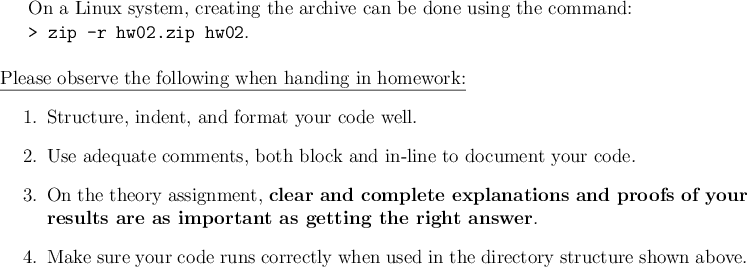 On a Linux system, creating the archive can be done using the command:
> zip -r hw02.zip hw02.
Please observe the following when handing in homework:
1. Structure, indent, and format your code well.
2. Use adequate comments, both block and in-line to document your code.
3. On the theory assignment, clear and complete explanations and proofs of your
results are as important as getting the right answer.
4. Make sure your code runs correctly when used in the directory structure shown above.